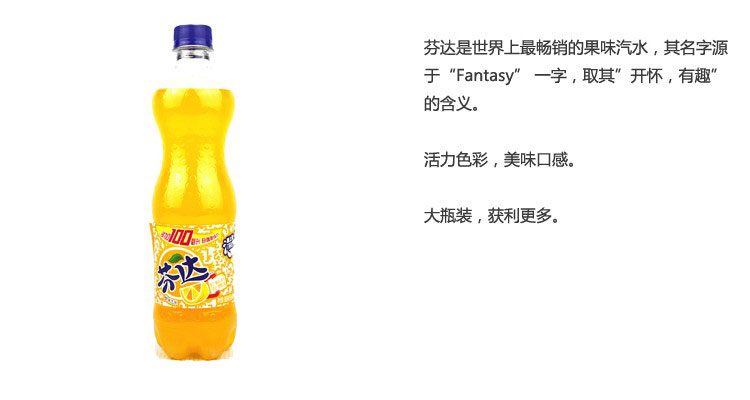 芬达是世界上最畅销的果味汽水，其名字源
于“Fantasy” 一字，取其”开怀，有趣”
的含义。
活力色彩，美味口感。
大瓶装，获利更多。
100
芬达